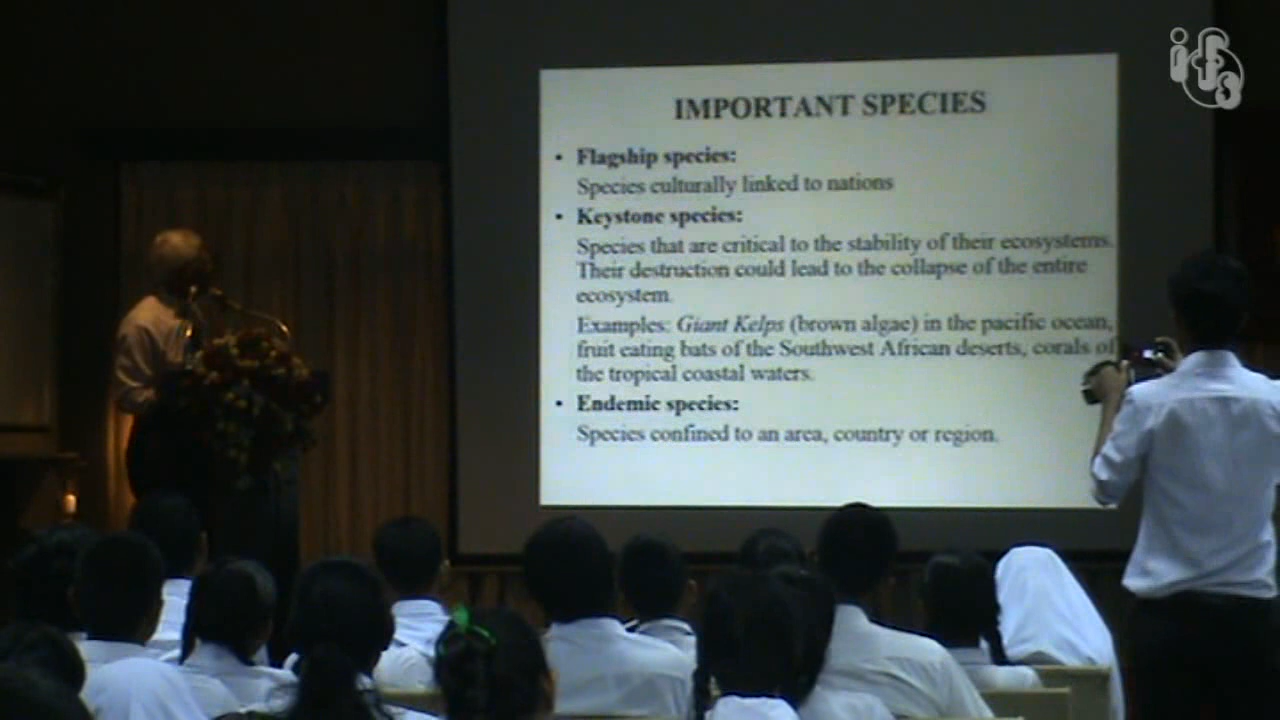 IMPORTANT SPECIES
• Flagship species:
Species culturally linked to nations
• Keystone species:
Species that are critical to the stability of their ecosystems.
Their destruction could lead to the collapse of the entire
ecosystem.
Examples: Giant Kelps (brown algae) in the pacific ocean,
fruit eating bats of the Southwest African deserts, corals of
the tropical coastal waters.
• Endemic species:
Species confined to an area, country or region.